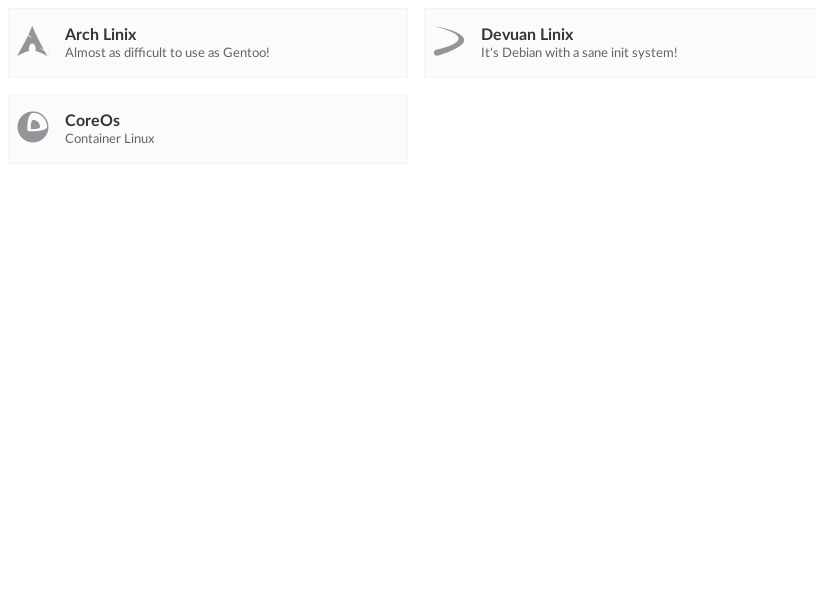 Arch Linix
Almost as difficult to use as Gentoo!
Devuan Linix
It's Debian with a sane init system!
CoreOs
Container Linux